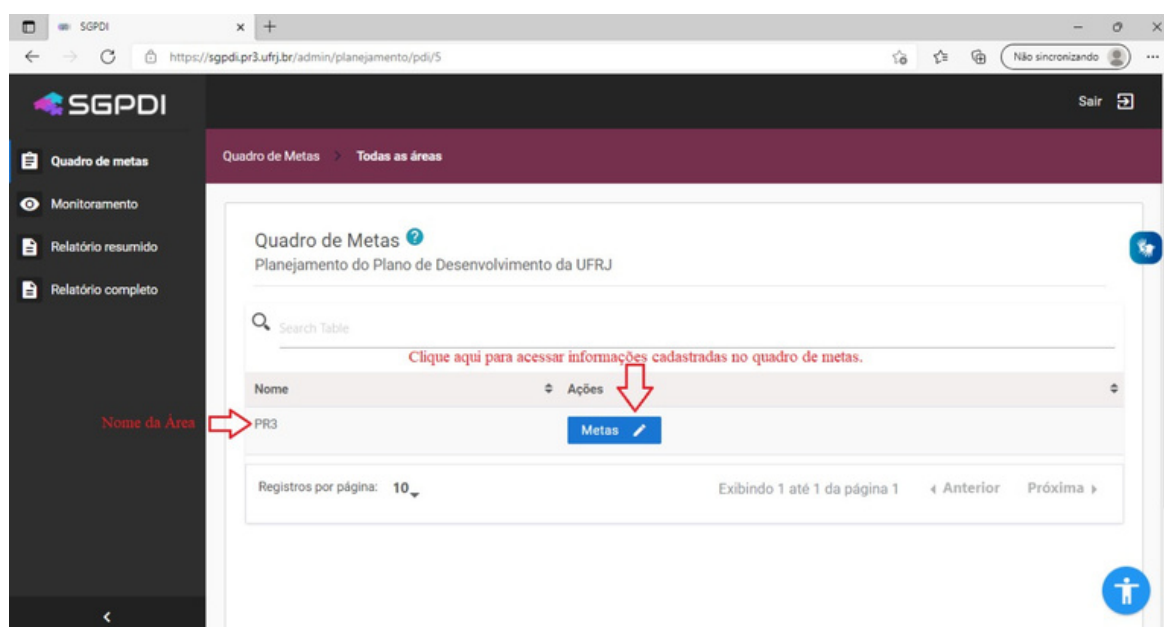 SGPDI
https://sgpdi.pr3.ufrj.br/admin/planejamento/pdi/5
Não sincronizando
SGPDI
Sair
Quadro de metas
Monitoramento
Relatório resumido
Relatório completo
Quadro de Metas > Todas as áreas
Quadro de Metas ?
Planejamento do Plano de Desenvolvimento da UFRJ
Search Table
Clique aqui para acessar informações cadastradas no quadro de metas.
Nome Ações
Nome da Àrea PR3 Metas
Registros por página: 10 Exibindo 1 até 1 da página 1 Anterior Próxima